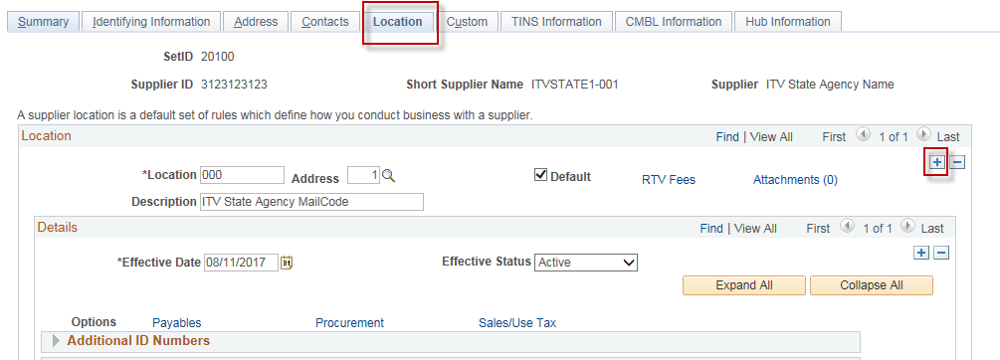 Summary Identifying Information Address Contacts Location Custom TINS Information CMBL Information Hub Information
SetID 20100
Supplier ID 3123123123 Short Supplier Name ITVSTATE1-001 Supplier ITV State Agency Name
A supplier location is a default set of rules which define how you conduct business with a supplier.
Location Find | View All First 1 of 1 Last
*Location 000 Address 1 Default RTV Fees Attachments (0)
Description ITV State Agency MailCode
Details Find | View All First 1 of 1 Last
*Effective Date 08/11/2017 31 Effective Status Active
Expand All Collapse All
Options Payables Procurement Sales/Use Tax
Additional ID Numbers